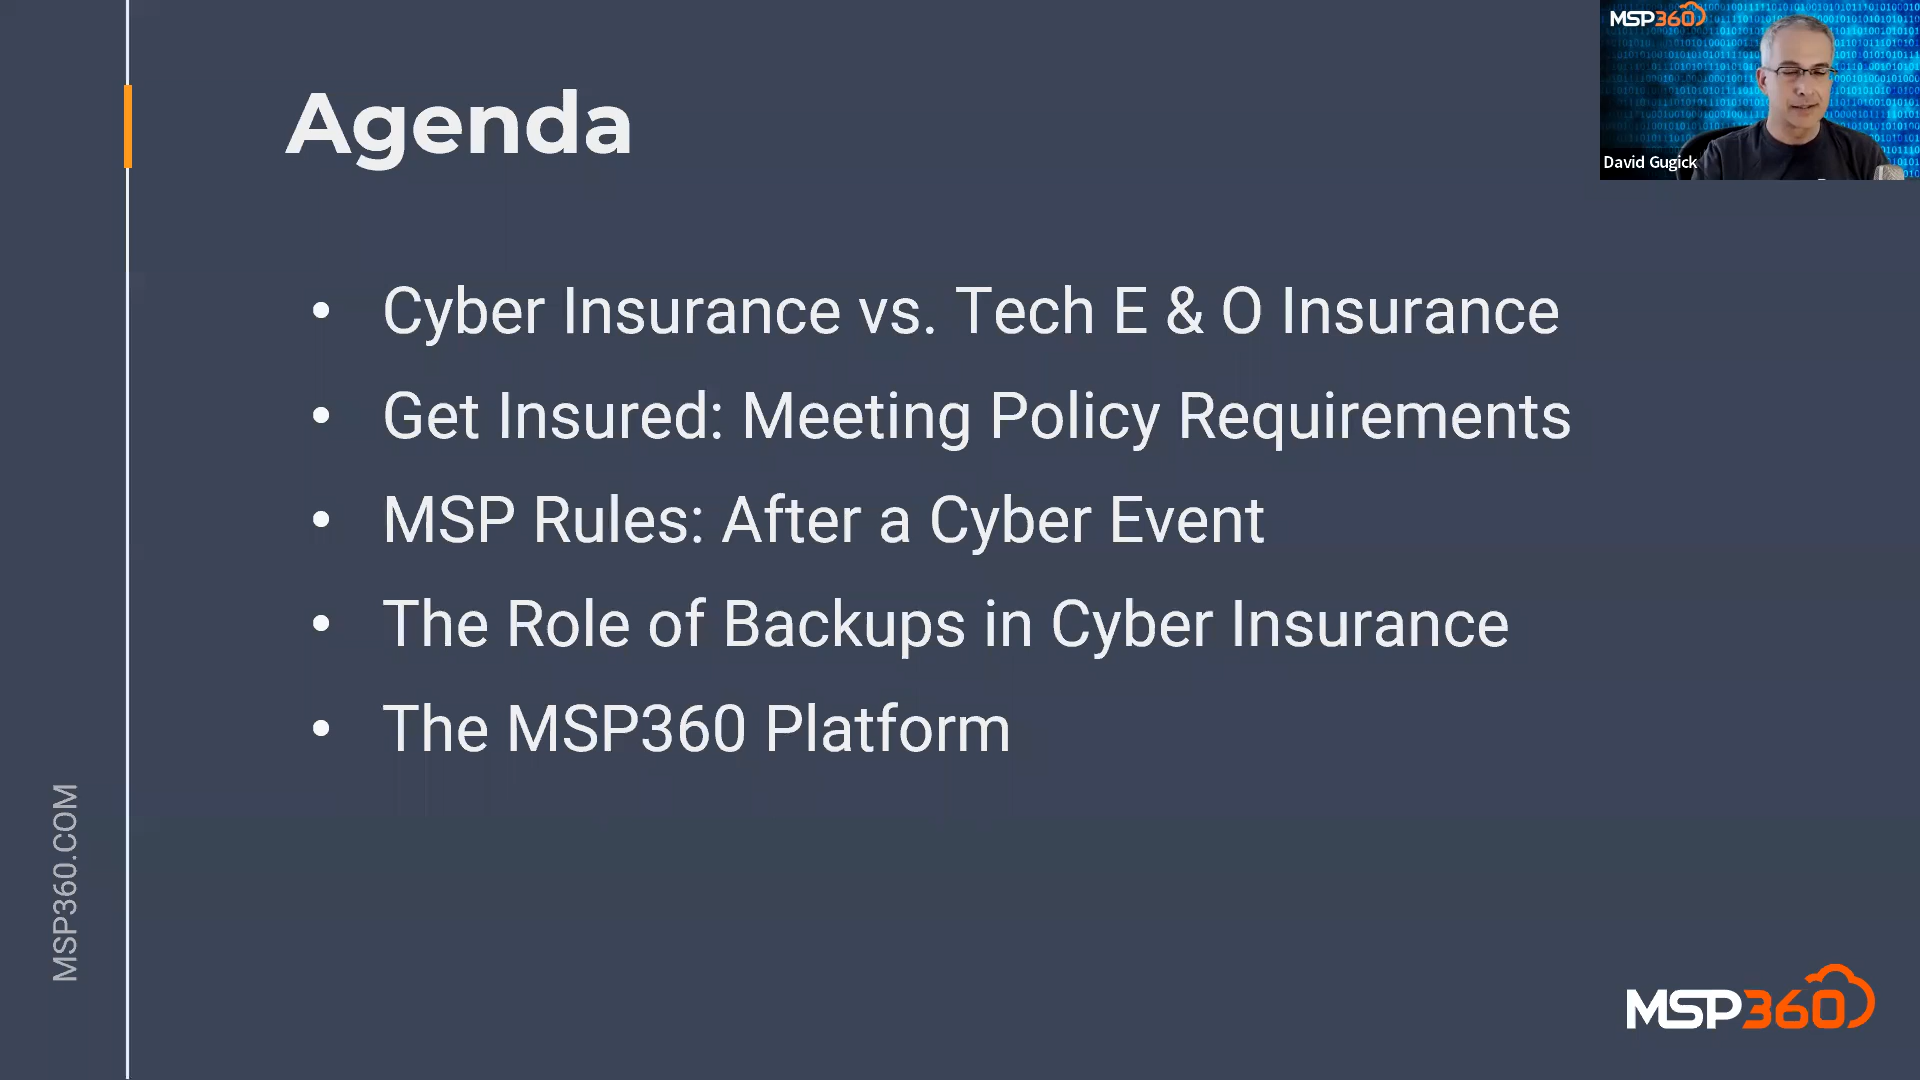 Agenda
• Cyber Insurance vs. Tech E & O Insurance
• Get Insured: Meeting Policy Requirements
• MSP Rules: After a Cyber Event
• The Role of Backups in Cyber Insurance
• The MSP360 Platform
MSP360
David Gugick
MSP360.COM
MSP360